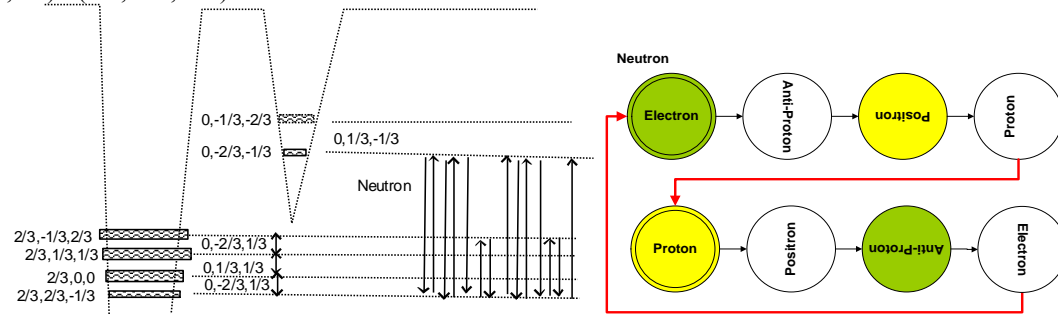 0,-1/3,-2/3
0,1/3,-1/3
0,-2/3,-1/3
Neutron
2/3,-1/3,2/3
0,-2/3,1/3
2/3,1/3,1/3
0,1/3,1/3
2/3,0,0
0,-2/3,1/3
2/3,2/3,-1/3
Neutron
Electron
Anti-Proton
Positron
Proton
Proton
Positron
Anti-Proton
Electron